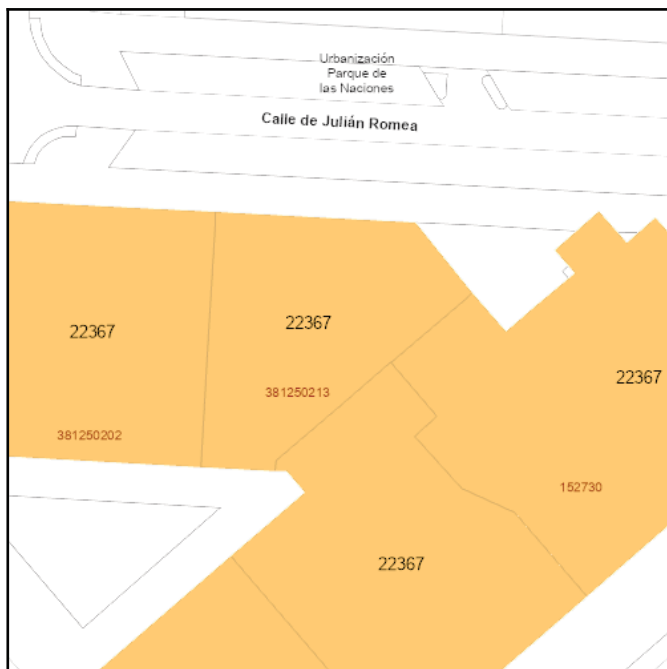 Urbanización
Parque de
las Naciones
Calle de Julián Romea
22367
22367
22367
381250213
381250202
152730
22367